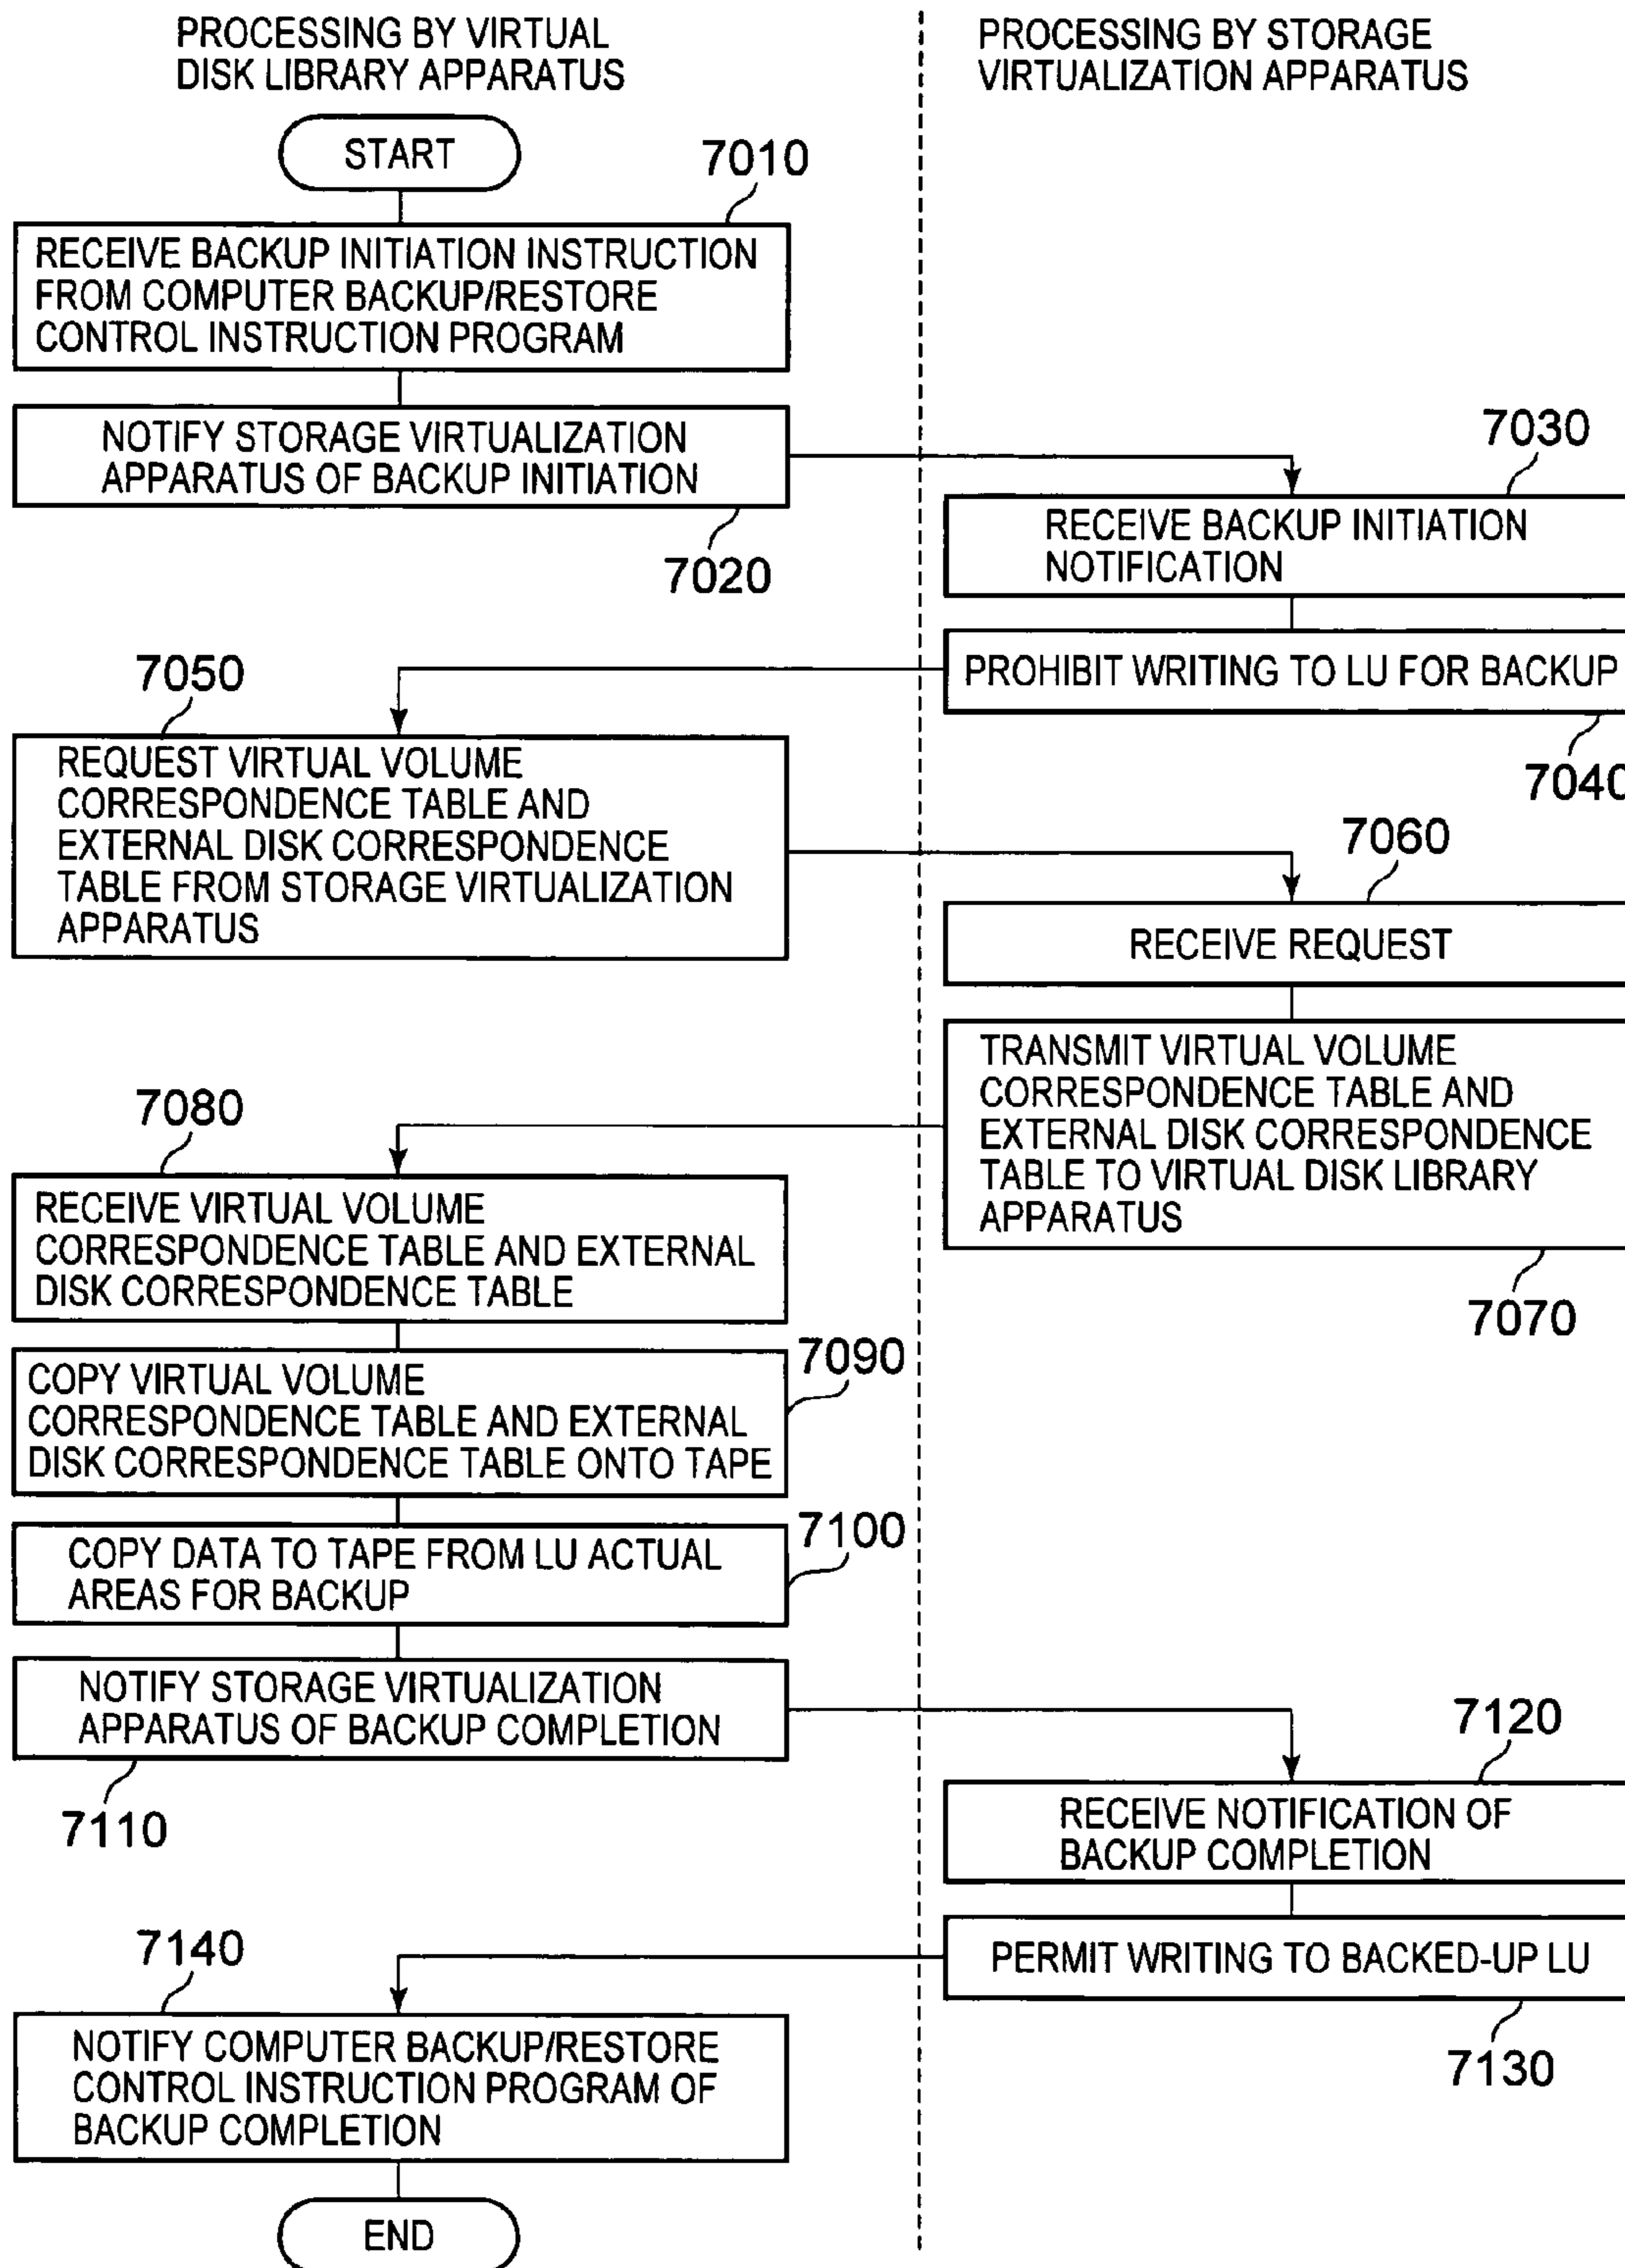 PROCESSING BY VIRTUAL
DISK LIBRARY APPARATUS
PROCESSING BY STORAGE
VIRTUALIZATION APPARATUS
START
7010
RECEIVE BACKUP INITIATION INSTRUCTION
FROM COMPUTER BACKUP/RESTORE
CONTROL INSTRUCTION PROGRAM
NOTIFY STORAGE VIRTUALIZATION
APPARATUS OF BACKUP INITIATION
7020
7030
RECEIVE BACKUP INITIATION
NOTIFICATION
PROHIBIT WRITING TO LU FOR BACKUP
7040
7050
REQUEST VIRTUAL VOLUME
CORRESPONDENCE TABLE AND
EXTERNAL DISK CORRESPONDENCE
TABLE FROM STORAGE VIRTUALIZATION
APPARATUS
7060
RECEIVE REQUEST
TRANSMIT VIRTUAL VOLUME
CORRESPONDENCE TABLE AND
EXTERNAL DISK CORRESPONDENCE
TABLE TO VIRTUAL DISK LIBRARY
APPARATUS
7070
7080
RECEIVE VIRTUAL VOLUME
CORRESPONDENCE TABLE AND EXTERNAL
DISK CORRESPONDENCE TABLE
7090
COPY VIRTUAL VOLUME
CORRESPONDENCE TABLE AND EXTERNAL
DISK CORRESPONDENCE TABLE ONTO TAPE
7100
COPY DATA TO TAPE FROM LU ACTUAL
AREAS FOR BACKUP
NOTIFY STORAGE VIRTUALIZATION
APPARATUS OF BACKUP COMPLETION
7110
7120
RECEIVE NOTIFICATION OF
BACKUP COMPLETION
PERMIT WRITING TO BACKED-UP LU
7130
7140
NOTIFY COMPUTER BACKUP/RESTORE
CONTROL INSTRUCTION PROGRAM OF
BACKUP COMPLETION
END